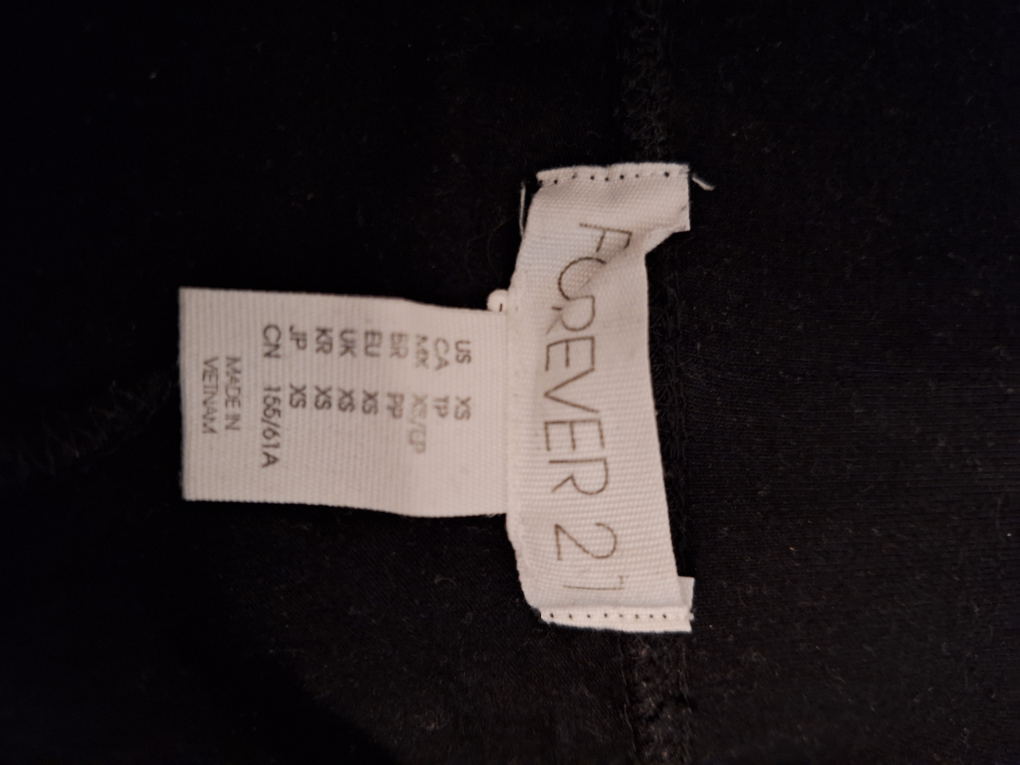 FOREVER 21
US XS
CA TP
MX XS/CP
BR PP
EU XS
UK XS
KR XS
JP XS
CN 155/61A
MADE IN
VIETNAM